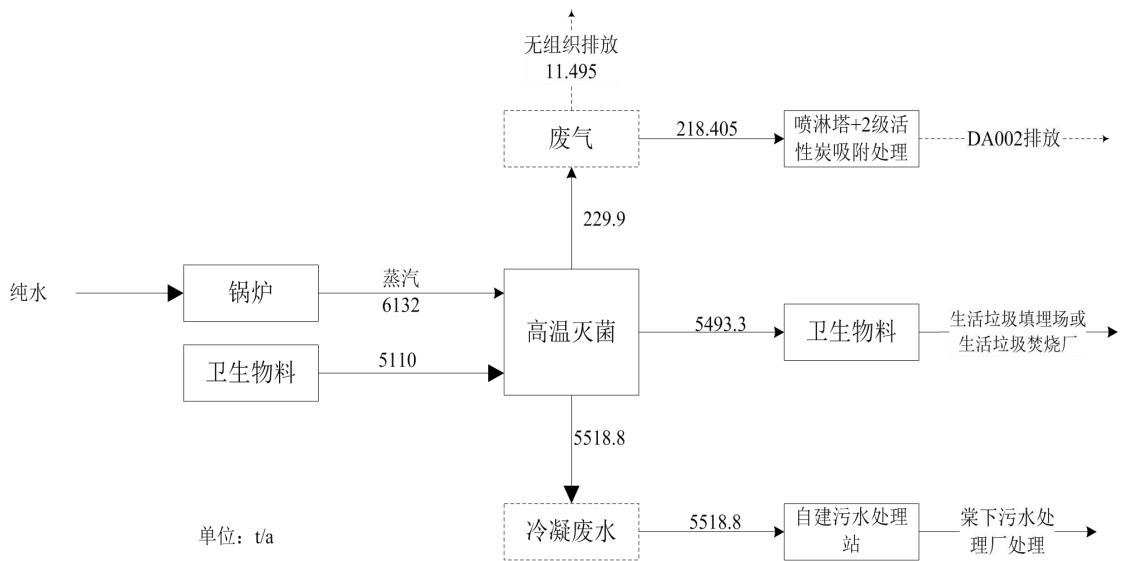 无组织排放
11.495
废气
218.405
喷淋塔+2级活
性炭吸附处理
DA002排放
229.9
纯水
锅炉
蒸汽
6132
高温灭菌
5493.3
卫生物料
生活垃圾填埋场或
生活垃圾焚烧厂
卫生物料
5110
5518.8
冷凝废水
5518.8
自建污水处理
站
棠下污水处
理厂处理
单位：t/a